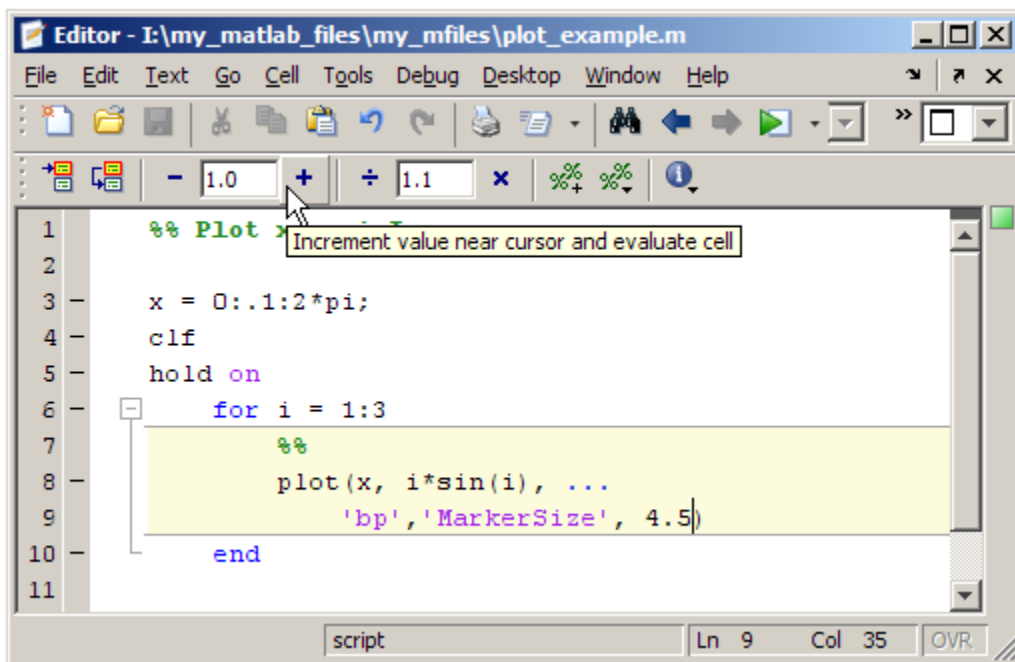 Editor - I:\my_matlab_files\my_mfiles\plot_example.m
File Edit Text Go Cell Tools Debug Desktop Window Help
− 1.0 + ÷ 1.1 × %%+ %%
1 %% Plot
Increment value near cursor and evaluate cell
2
3 − x = 0:.1:2*pi;
4 − clf
5 − hold on
6 − for i = 1:3
7 %%
8 − plot(x, i*sin(i), ...
9 'bp','MarkerSize', 4.5)
10 − end
11
script Ln 9 Col 35 OVR